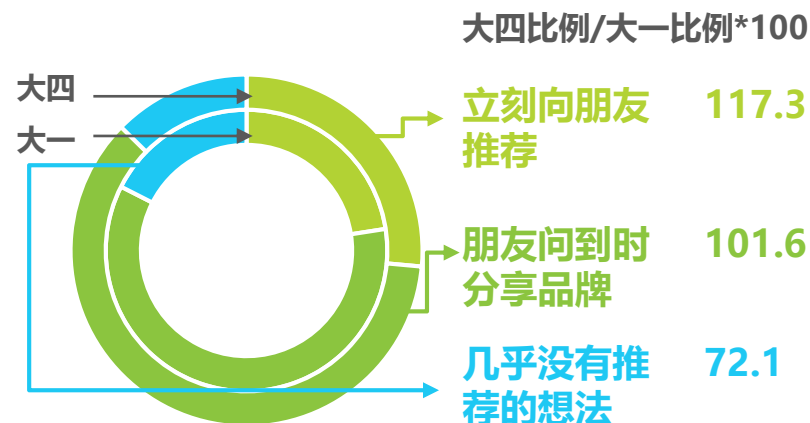 大四比例/大一比例*100
大四
大一
立刻向朋友 117.3
推荐
朋友问到时 101.6
分享品牌
几乎没有推 72.1
荐的想法